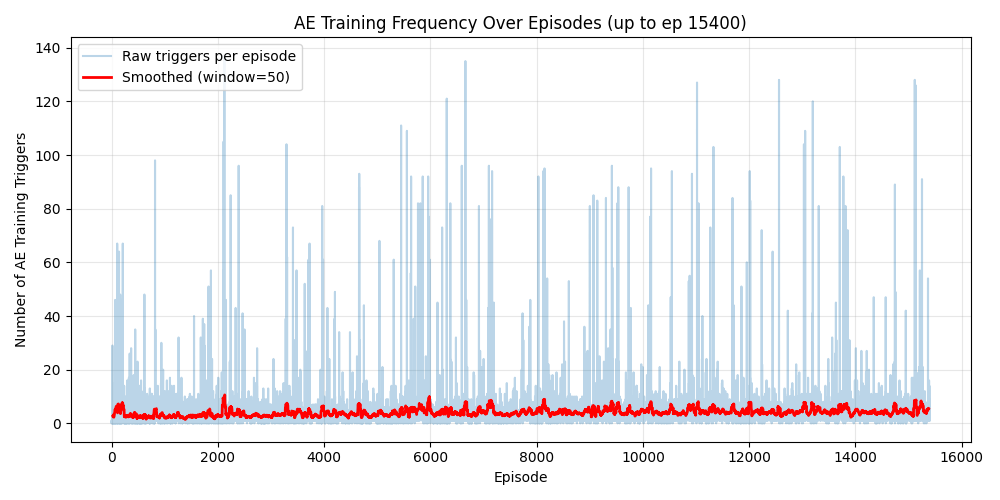 AE Training Frequency Over Episodes (up to ep 15400)
Raw triggers per episode
Smoothed (window=50)
Number of AE Training Triggers
140
120
100
80
60
40
20
0
0 2000 4000 6000 8000 10000 12000 14000 16000
Episode